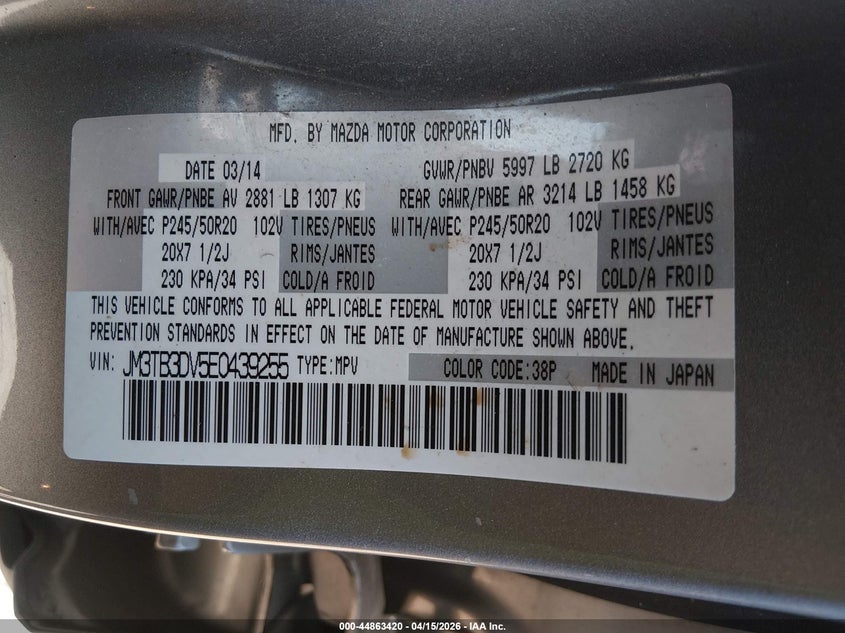 MFD. BY MAZDA MOTOR CORPORATION
DATE 03/14 GVWR/PNBV 5997 LB 2720 KG
FRONT GAWR/PNBE AV 2881 LB 1307 KG REAR GAWR/PNBE AR 3214 LB 1458 KG
WITH/AVEC P245/50R20 102V TIRES/PNEUS WITH/AVEC P245/50R20 102V TIRES/PNEUS
20X7 1/2J RIMS/JANTES 20X7 1/2J RIMS/JANTES
230 KPA/34 PSI COLD/A FROID 230 KPA/34 PSI COLD/A FROID
THIS VEHICLE CONFORMS TO ALL APPLICABLE FEDERAL MOTOR VEHICLE SAFETY AND THEFT
PREVENTION STANDARDS IN EFFECT ON THE DATE OF MANUFACTURE SHOWN ABOVE.
VIN: JM3TB3DV5E0439255 TYPE:MPV COLOR CODE:38P MADE IN JAPAN
000-44863420 - 04/15/2026 - IAA Inc.